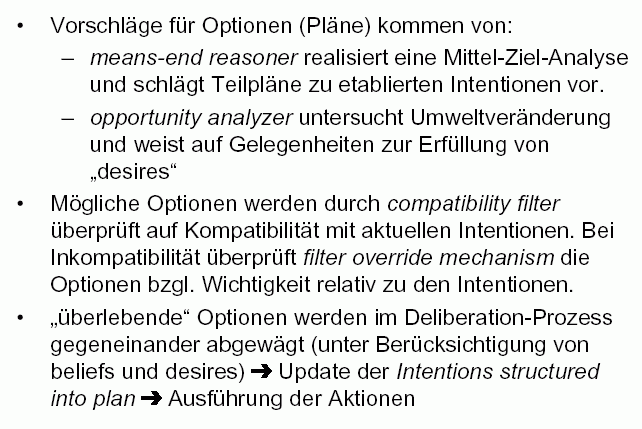 • Vorschläge für Optionen (Pläne) kommen von:
– means-end reasoner realisiert eine Mittel-Ziel-Analyse
und schlägt Teilpläne zu etablierten Intentionen vor.
– opportunity analyzer untersucht Umweltveränderung
und weist auf Gelegenheiten zur Erfüllung von
„desires“
• Mögliche Optionen werden durch compatibility filter
überprüft auf Kompatibilität mit aktuellen Intentionen. Bei
Inkompatibilität überprüft filter override mechanism die
Optionen bzgl. Wichtigkeit relativ zu den Intentionen.
• „überlebende“ Optionen werden im Deliberation-Prozess
gegeneinander abgewägt (unter Berücksichtigung von
beliefs und desires) ➔ Update der Intentions structured
into plan ➔ Ausführung der Aktionen